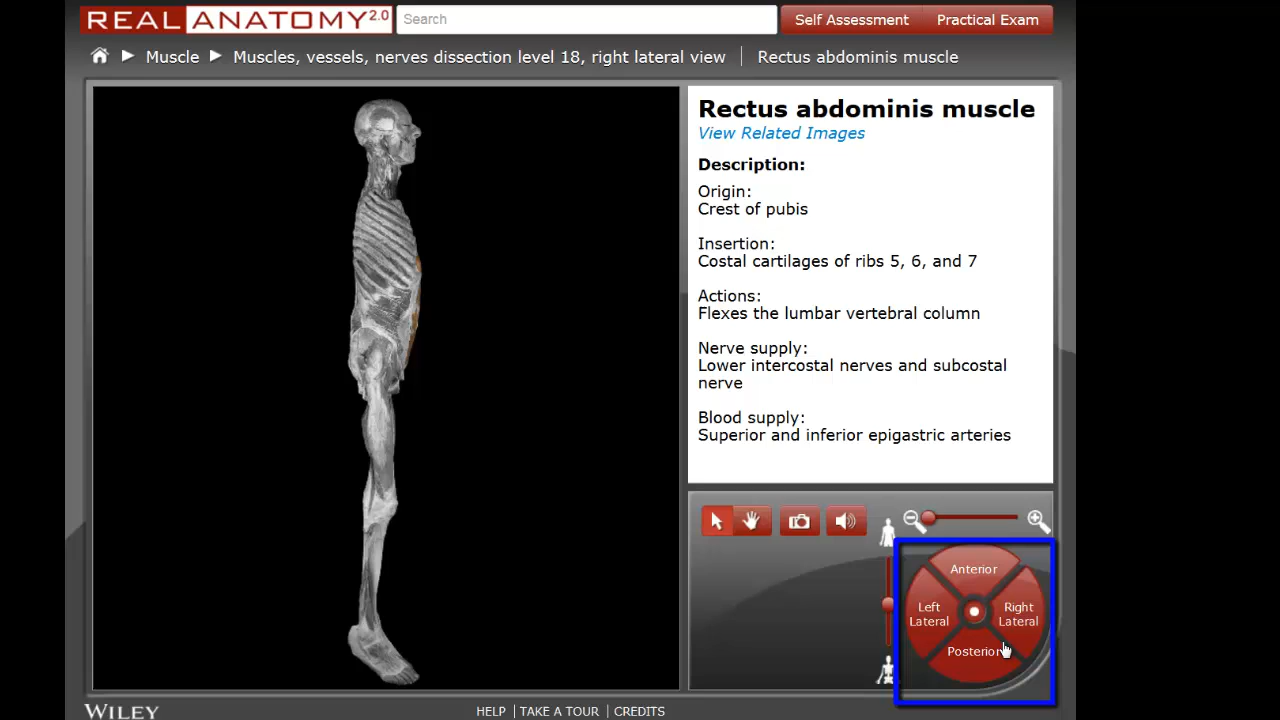 REAL ANATOMY 2.0
Search
Self Assessment
Practical Exam
Muscle
Muscles, vessels, nerves dissection level 18, right lateral view
Rectus abdominis muscle
Rectus abdominis muscle
View Related Images
Description:
Origin:
Crest of pubis
Insertion:
Costal cartilages of ribs 5, 6, and 7
Actions:
Flexes the lumbar vertebral column
Nerve supply:
Lower intercostal nerves and subcostal
nerve
Blood supply:
Superior and inferior epigastric arteries
Anterior
Left
Lateral
Right
Lateral
Posterior
WILEY
HELP
TAKE A TOUR
CREDITS